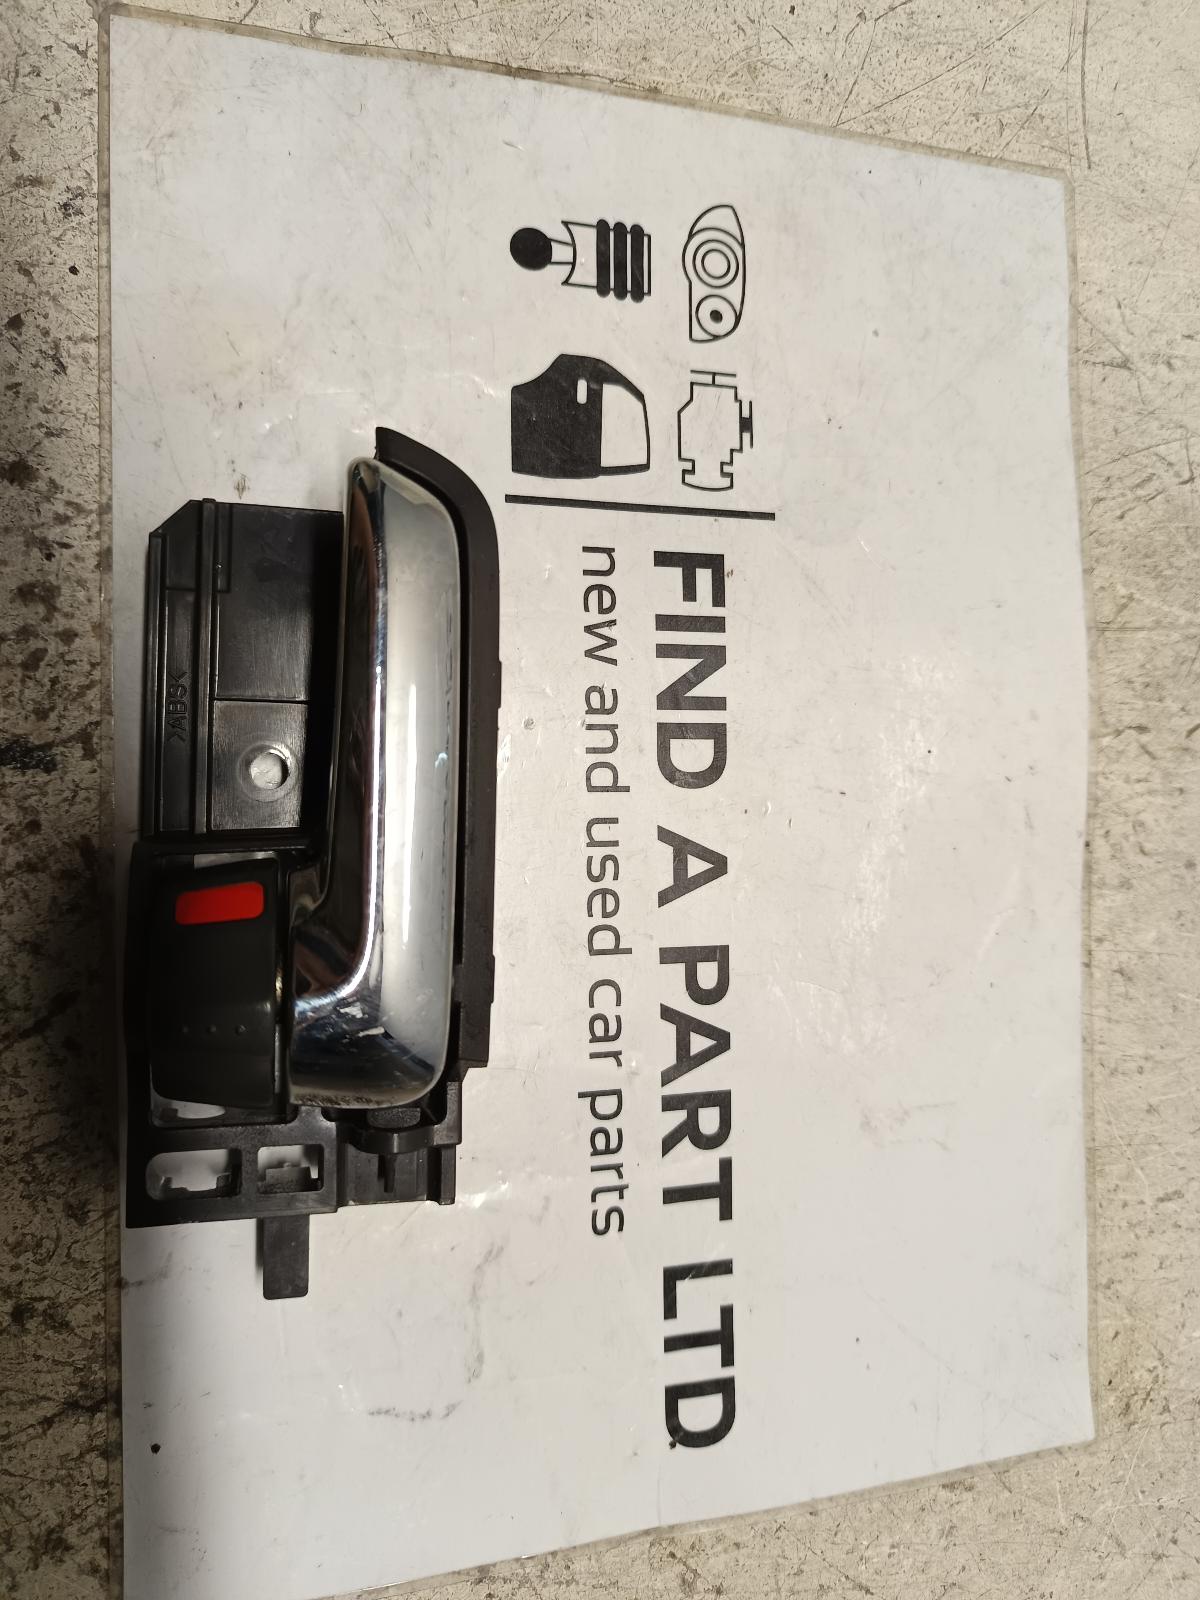 FIND A PART LTD
new and used car parts
>ABS<